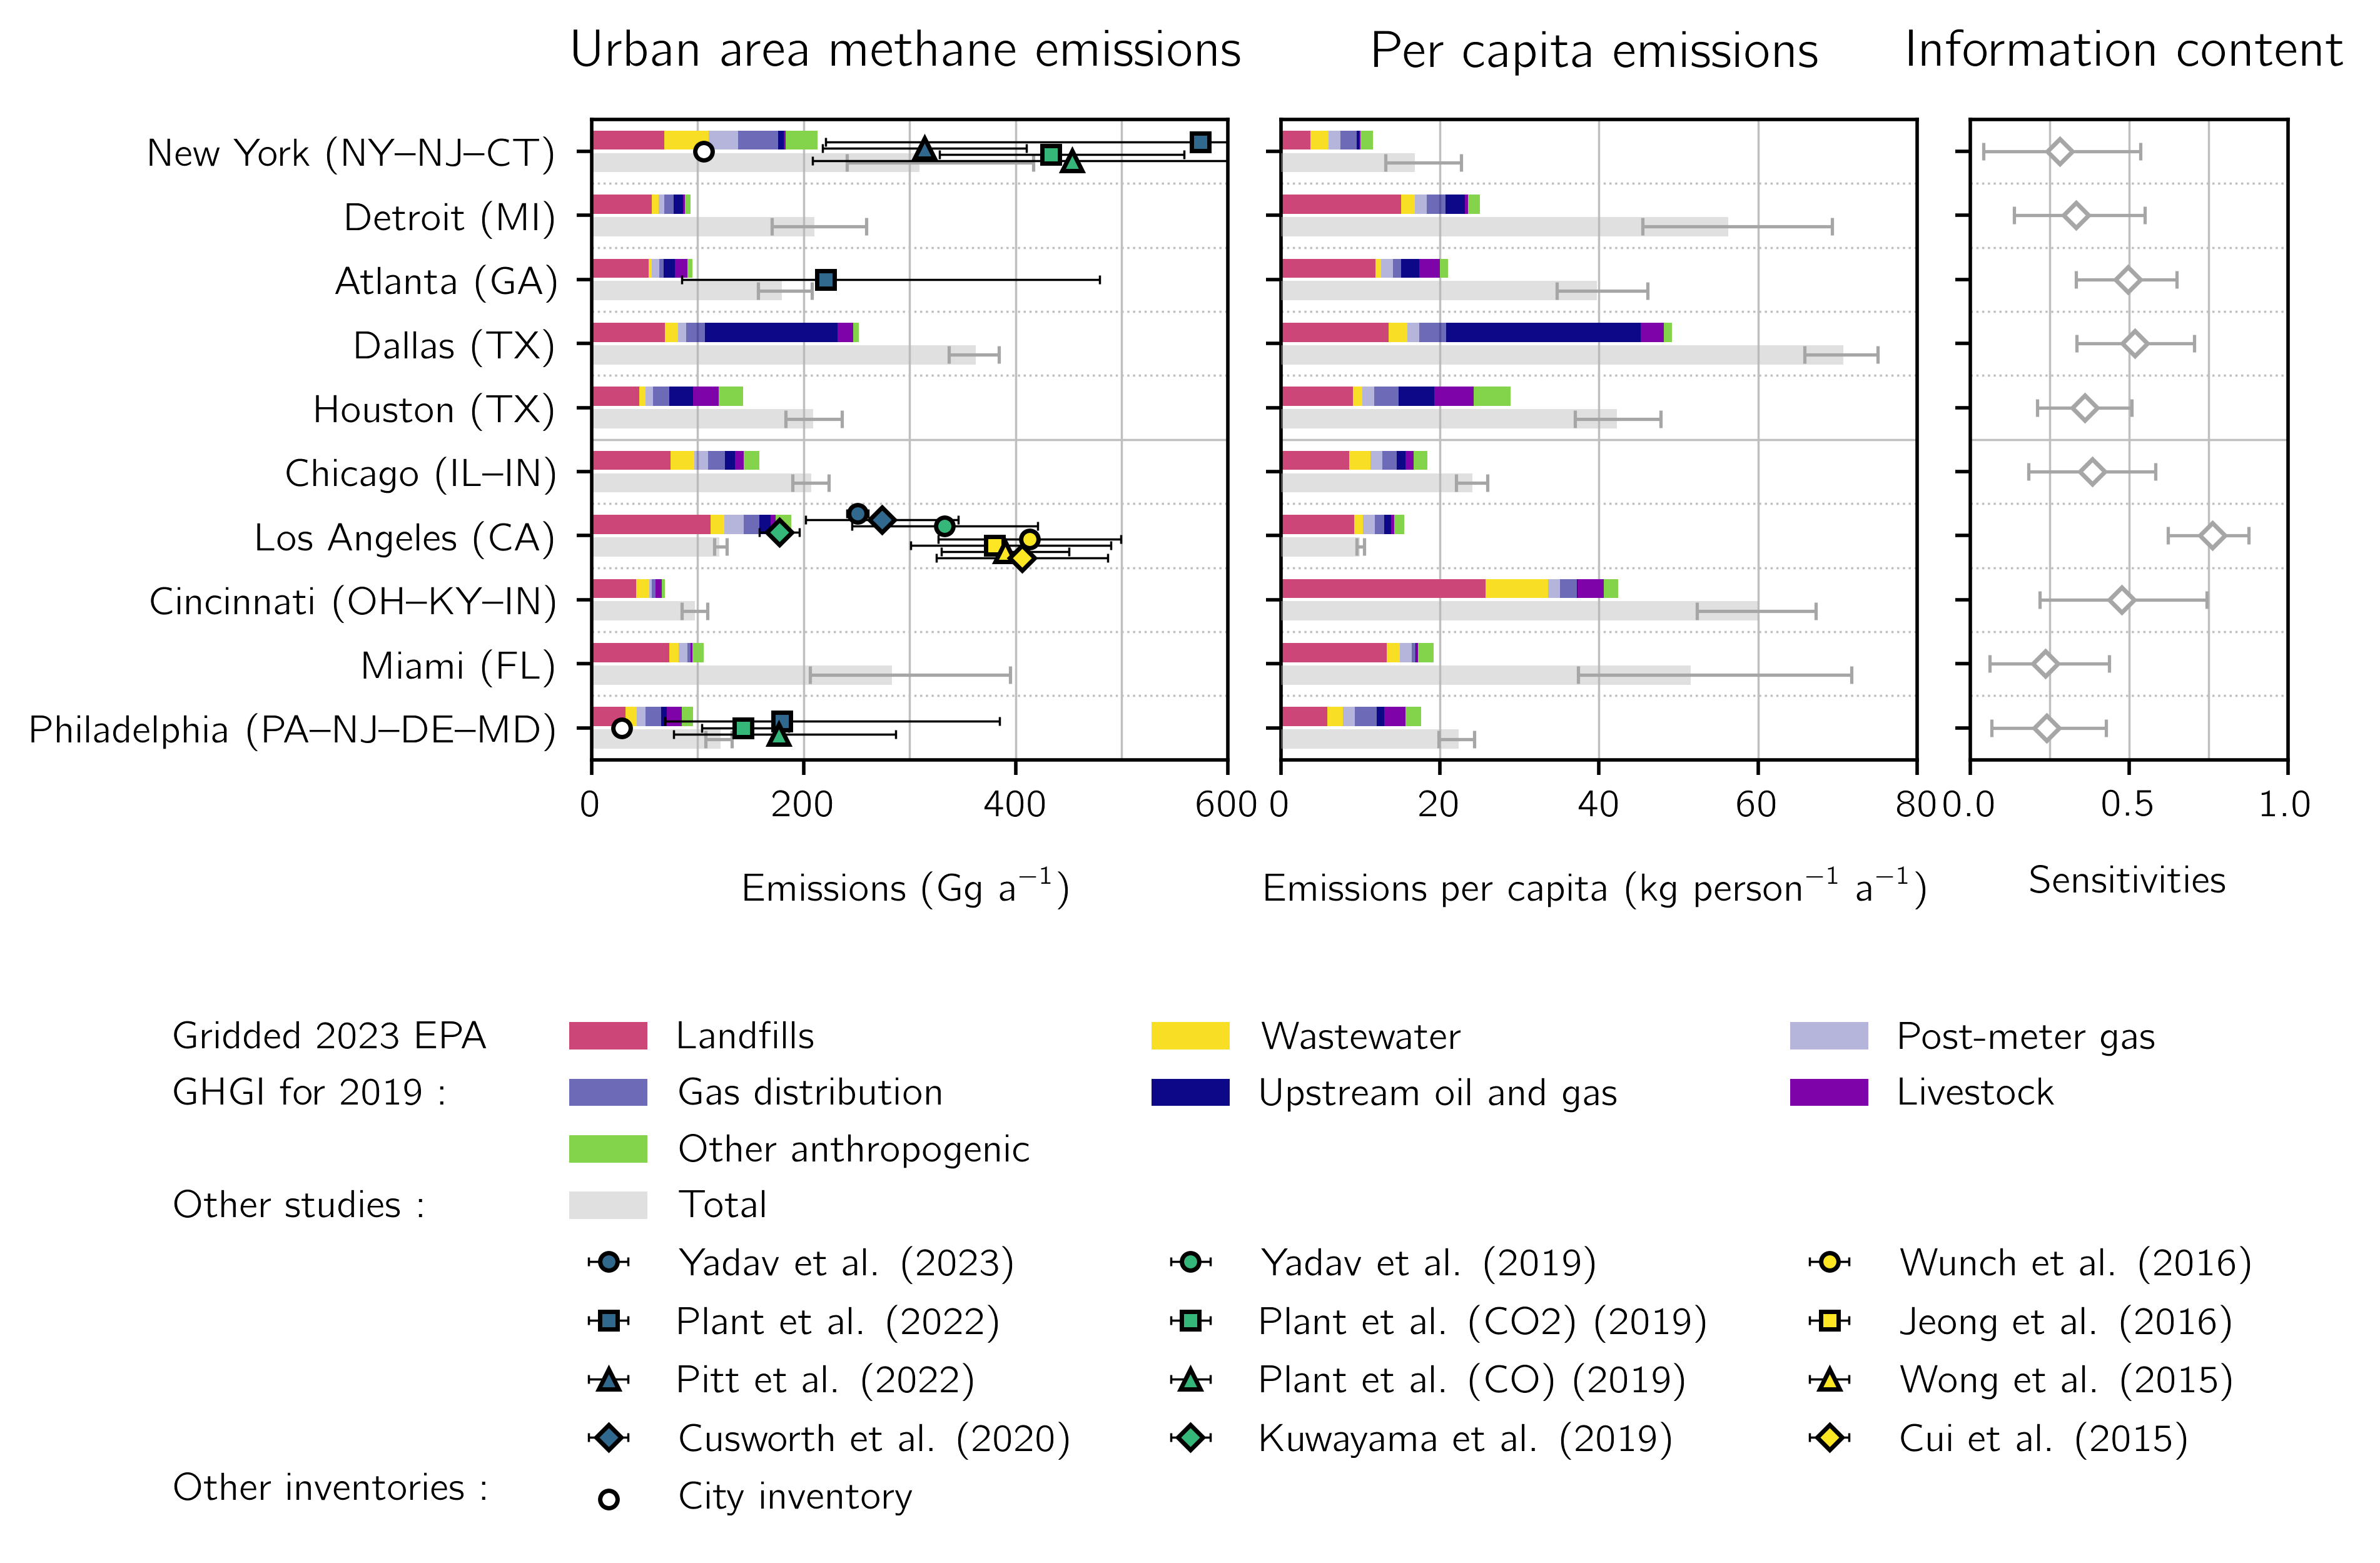 Urban area methane emissions
Per capita emissions
Information content
New York (NY–NJ–CT)
Detroit (MI)
Atlanta (GA)
Dallas (TX)
Houston (TX)
Chicago (IL–IN)
Los Angeles (CA)
Cincinnati (OH–KY–IN)
Miami (FL)
Philadelphia (PA–NJ–DE–MD)
0 200 400 600
0 20 40 60 80
0.0 0.5 1.0
Emissions (Gg a⁻¹)
Emissions per capita (kg person⁻¹ a⁻¹)
Sensitivities
Gridded 2023 EPA Landfills Wastewater Post-meter gas
GHGI for 2019 : Gas distribution Upstream oil and gas Livestock
Other anthropogenic
Other studies : Total
Yadav et al. (2023) Yadav et al. (2019) Wunch et al. (2016)
Plant et al. (2022) Plant et al. (CO2) (2019) Jeong et al. (2016)
Pitt et al. (2022) Plant et al. (CO) (2019) Wong et al. (2015)
Cusworth et al. (2020) Kuwayama et al. (2019) Cui et al. (2015)
Other inventories : City inventory